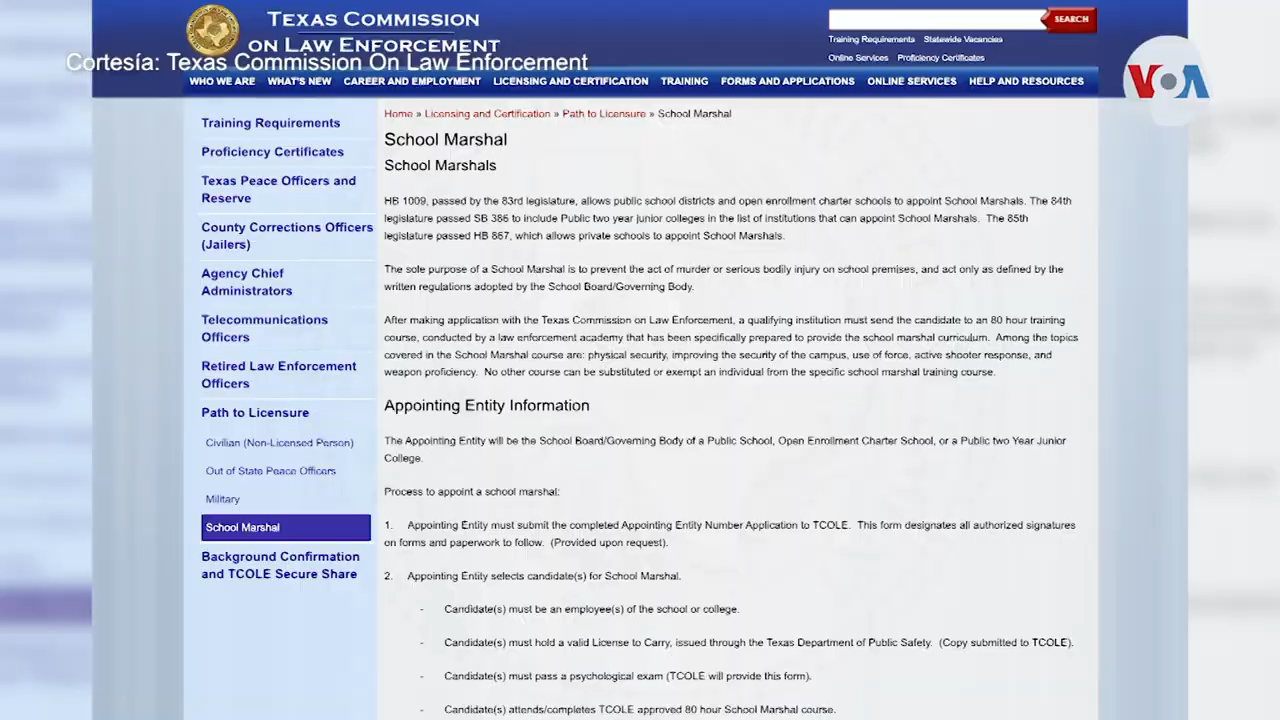 TEXAS COMMISSION
ON LAW ENFORCEMENT
SEARCH
Training Requirements Statewide Vacancies
Online Services Proficiency Certificates
Cortesía: Texas Commission On Law Enforcement
VOA
WHO WE ARE WHAT'S NEW CAREER AND EMPLOYMENT LICENSING AND CERTIFICATION TRAINING FORMS AND APPLICATIONS ONLINE SERVICES HELP AND RESOURCES
Training Requirements
Proficiency Certificates
Texas Peace Officers and
Reserve
County Corrections Officers
(Jailers)
Agency Chief
Administrators
Telecommunications
Officers
Retired Law Enforcement
Officers
Path to Licensure
Civilian (Non-Licensed Person)
Out of State Peace Officers
Military
School Marshal
Background Confirmation
and TCOLE Secure Share
Home » Licensing and Certification » Path to Licensure » School Marshal
School Marshal
School Marshals
HB 1009, passed by the 83rd legislature, allows public school districts and open enrollment charter schools to appoint School Marshals. The 84th
legislature passed SB 386 to include Public two year junior colleges in the list of institutions that can appoint School Marshals. The 85th
legislature passed HB 867, which allows private schools to appoint School Marshals.
The sole purpose of a School Marshal is to prevent the act of murder or serious bodily injury on school premises, and act only as defined by the
written regulations adopted by the School Board/Governing Body.
After making application with the Texas Commission on Law Enforcement, a qualifying institution must send the candidate to an 80 hour training
course, conducted by a law enforcement academy that has been specifically prepared to provide the school marshal curriculum. Among the topics
covered in the School Marshal course are: physical security, improving the security of the campus, use of force, active shooter response, and
weapon proficiency. No other course can be substituted or exempt an individual from the specific school marshal training course.
Appointing Entity Information
The Appointing Entity will be the School Board/Governing Body of a Public School, Open Enrollment Charter School, or a Public two Year Junior
College.
Process to appoint a school marshal:
1. Appointing Entity must submit the completed Appointing Entity Number Application to TCOLE. This form designates all authorized signatures
on forms and paperwork to follow. (Provided upon request).
2. Appointing Entity selects candidate(s) for School Marshal.
- Candidate(s) must be an employee(s) of the school or college.
- Candidate(s) must hold a valid License to Carry, issued through the Texas Department of Public Safety. (Copy submitted to TCOLE).
- Candidate(s) must pass a psychological exam (TCOLE will provide this form).
- Candidate(s) attends/completes TCOLE approved 80 hour School Marshal course.